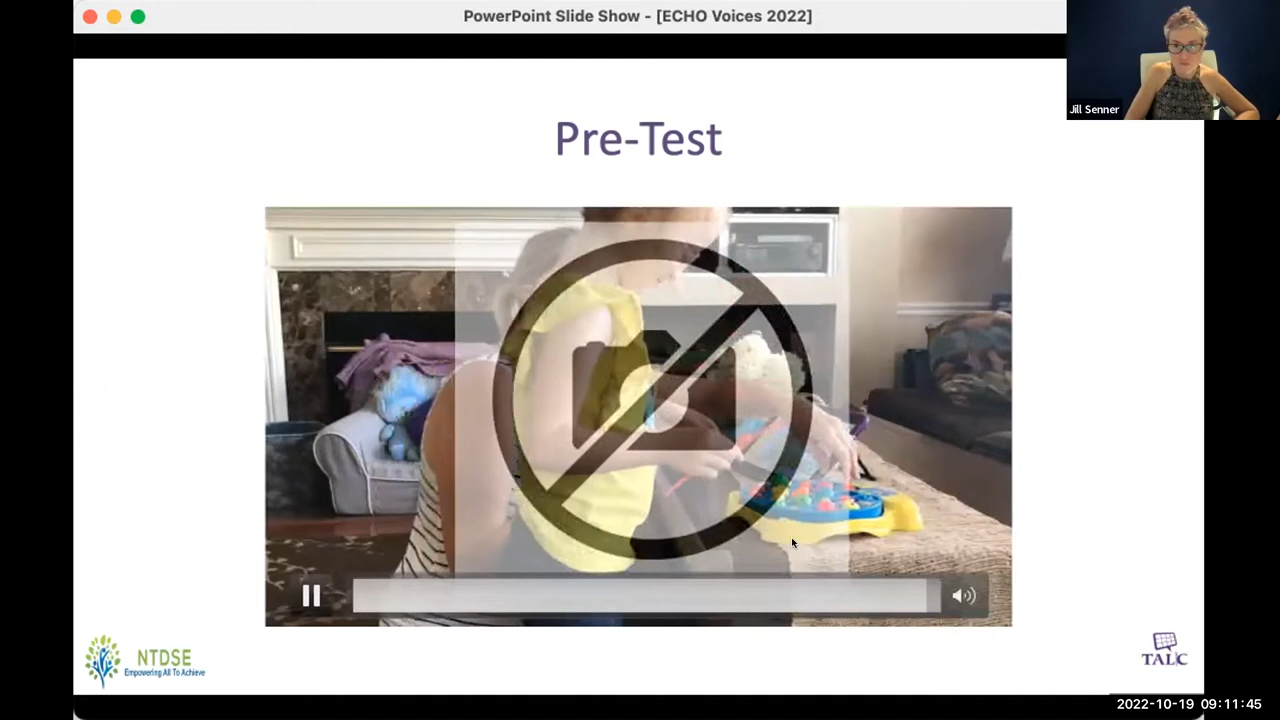 PowerPoint Slide Show - [ECHO Voices 2022]
Jill Senner
Pre-Test
NTDSE
Empowering All To Achieve
TALC
2022-10-19 09:11:45